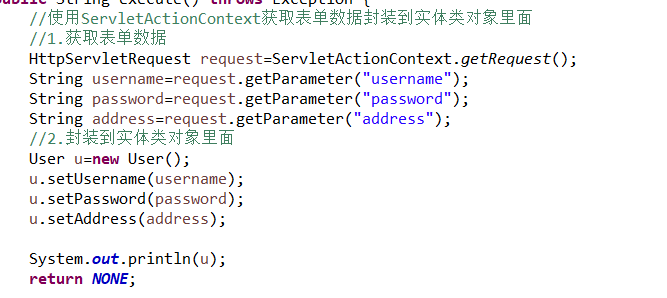 public String execute() throws Exception {
//使用ServletActionContext获取表单数据封装到实体类对象里面
//1.获取表单数据
HttpServletRequest request=ServletActionContext.getRequest();
String username=request.getParameter("username");
String password=request.getParameter("password");
String address=request.getParameter("address");
//2.封装到实体类对象里面
User u=new User();
u.setUsername(username);
u.setPassword(password);
u.setAddress(address);
System.out.println(u);
return NONE;